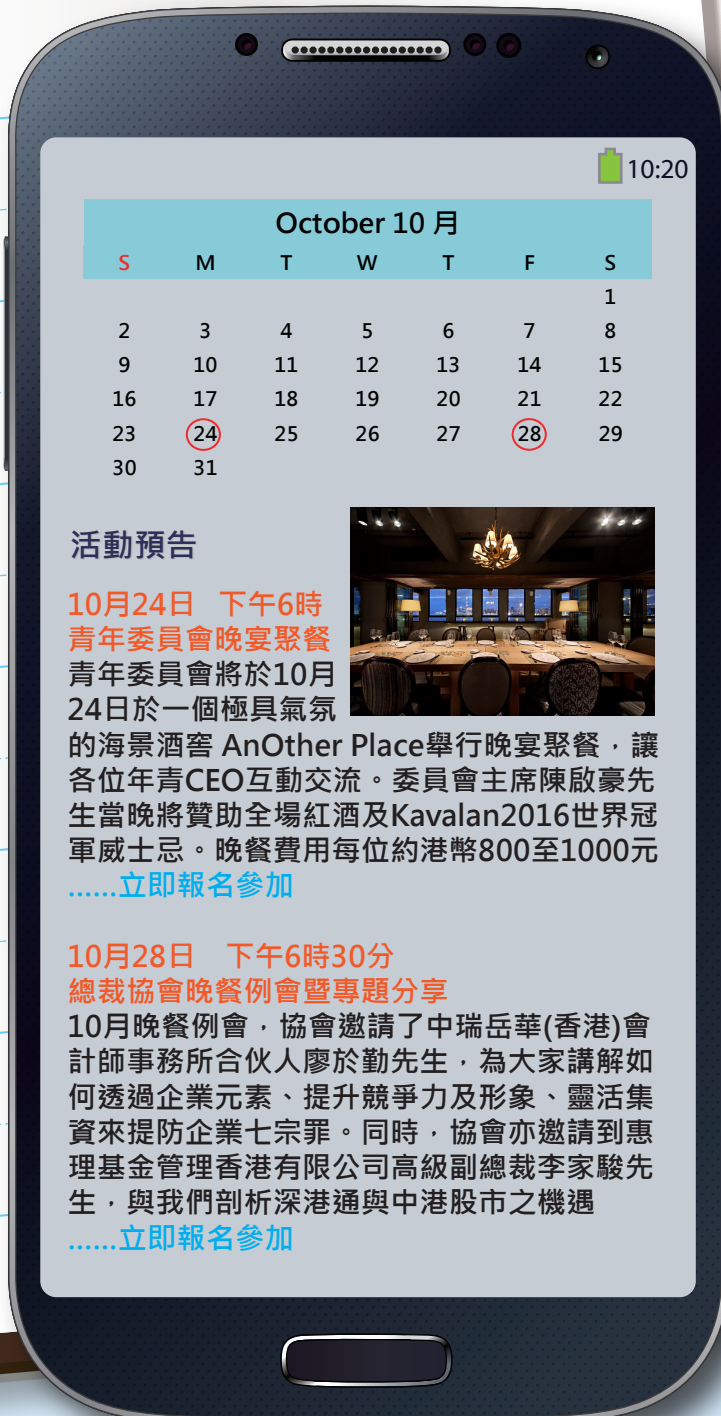 10:20
October 10 月
S M T W T F S
1
2 3 4 5 6 7 8
9 10 11 12 13 14 15
16 17 18 19 20 21 22
23 24 25 26 27 28 29
30 31
活動預告
10月24日 下午6時
青年委員會晚宴聚餐
青年委員會將於10月
24日於一個極具氣氛
的海景酒窖 AnOther Place舉行晚宴聚餐，讓
各位年青CEO互動交流。委員會主席陳啟豪先
生當晚將贊助全場紅酒及Kavalan2016世界冠
軍威士忌。晚餐費用每位約港幣800至1000元
......立即報名參加
10月28日 下午6時30分
總裁協會晚餐例會暨專題分享
10月晚餐例會，協會邀請了中瑞岳華(香港)會
計師事務所合伙人廖於勤先生，為大家講解如
何透過企業元素、提升競爭力及形象、靈活集
資來提防企業七宗罪。同時，協會亦邀請到惠
理基金管理香港有限公司高級副總裁李家駿先
生，與我們剖析深港通與中港股市之機遇
......立即報名參加